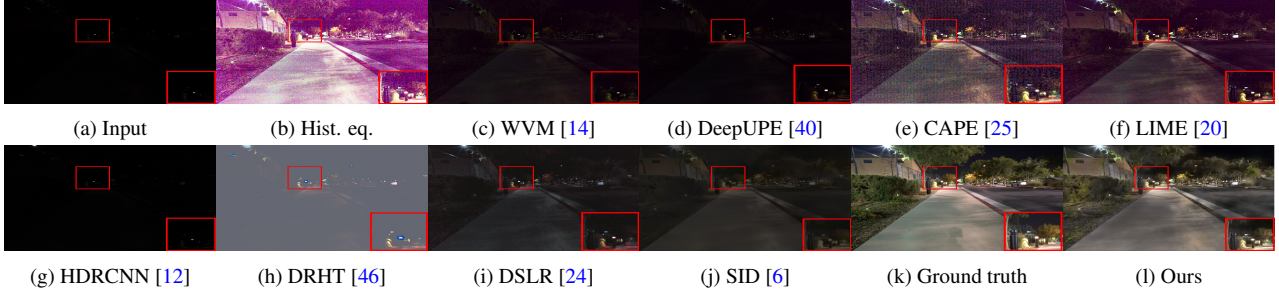 (a) Input (b) Hist. eq. (c) WVM [14] (d) DeepUPE [40] (e) CAPE [25] (f) LIME [20]
(g) HDRCNN [12] (h) DRHT [46] (i) DSLR [24] (j) SID [6] (k) Ground truth (l) Ours